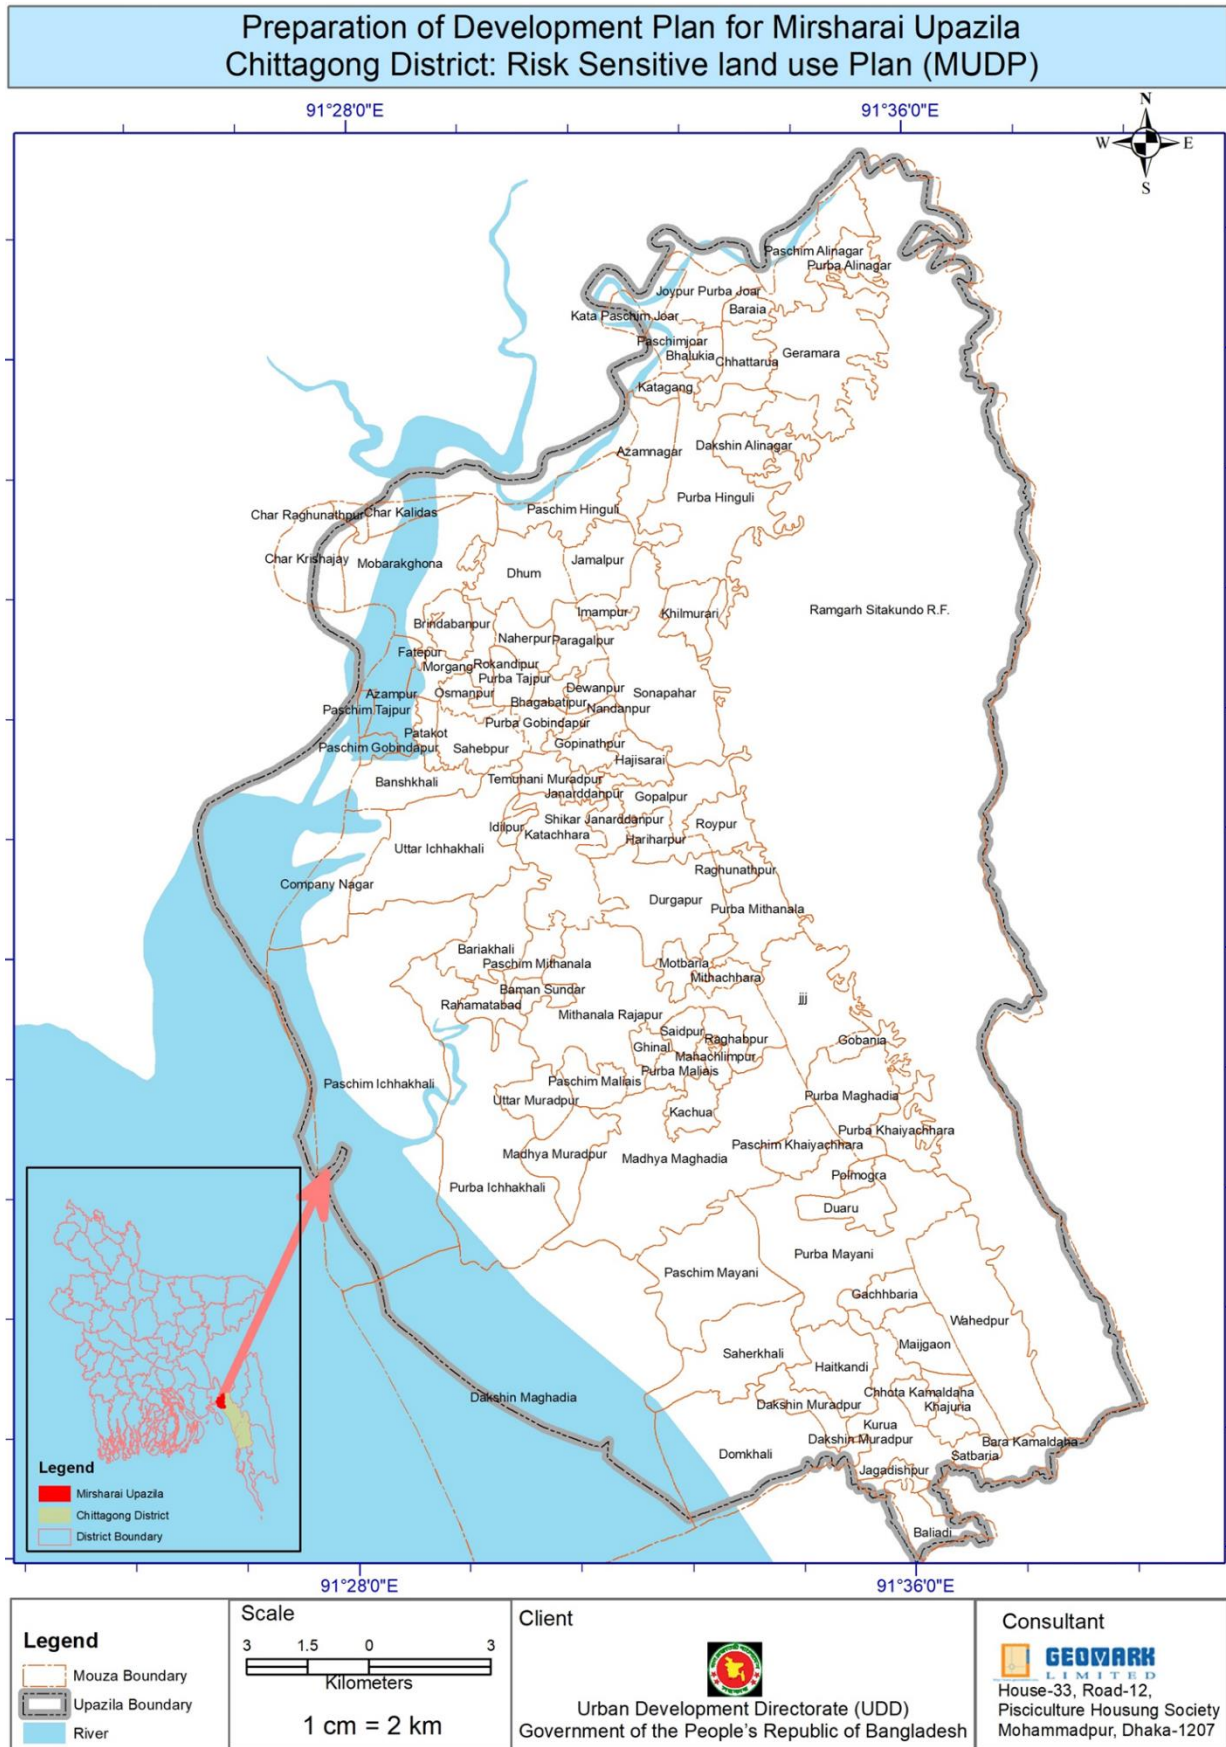 Preparation of Development Plan for Mirsharai Upazila
Chittagong District: Risk Sensitive land use Plan (MUDP)
91°28'0"E
91°36'0"E
N
W
E
S
Paschim Alinagar
Purba Alinagar
Joypur Purba Joar
Baraia
Kata Paschim Joar
Paschimjoar
Bhalukia
Chhattarua
Geramara
Katagang
Azamnagar
Dakshin Alinagar
Purba Hinguli
Paschim Hinguli
Char Raghunathpur
Char Kalidas
Char Krishajay
Mobarakghona
Dhum
Jamalpur
Imampur
Khilmurari
Ramgarh Sitakundo R.F.
Brindabanpur
Naherpur
Paragalpur
Fatepur
Morgang
Rokandipur
Purba Tajpur
Azampur
Osmanpur
Dewanpur
Sonapahar
Bhagabatipur
Nandanpur
Paschim Tajpur
Purba Gobindapur
Patakot
Paschim Gobindapur
Sahebpur
Gopinathpur
Hajisarai
Banshkhali
Temuhani Muradpur
Janarddanpur
Gopalpur
Idilpur
Shikar Janarddanpur
Katachhara
Roypur
Hariharpur
Uttar Ichhakhali
Raghunathpur
Company Nagar
Durgapur
Purba Mithanala
Bariakhali
Paschim Mithanala
Motbaria
Mithachhara
Baman Sundar
Rahamatabad
jjj
Mithanala Rajapur
Saidpur
Raghabpur
Ghinal
Gobania
Mahachlimpur
Purba Maliais
Paschim Ichhakhali
Paschim Maliais
Uttar Muradpur
Purba Maghadia
Kachua
Purba Khaiyachhara
Paschim Khaiyachhara
Madhya Muradpur
Madhya Maghadia
Polmogra
Purba Ichhakhali
Duaru
Purba Mayani
Paschim Mayani
Gachhbaria
Wahedpur
Maijgaon
Saherkhali
Haitkandi
Chhota Kamaldaha
Dakshin Maghadia
Dakshin Muradpur
Khajuria
Kurua
Dakshin Muradpur
Bara Kamaldaha
Domkhali
Satbaria
Jagadishpur
Baliadi
Legend
Mirsharai Upazila
Chittagong District
District Boundary
91°28'0"E
91°36'0"E
Legend
Mouza Boundary
Upazila Boundary
River
Scale
3 1.5 0 3
Kilometers
1 cm = 2 km
Client
Urban Development Directorate (UDD)
Government of the People's Republic of Bangladesh
Consultant
GEOMARK
LIMITED
House-33, Road-12,
Pisciculture Housung Society
Mohammadpur, Dhaka-1207